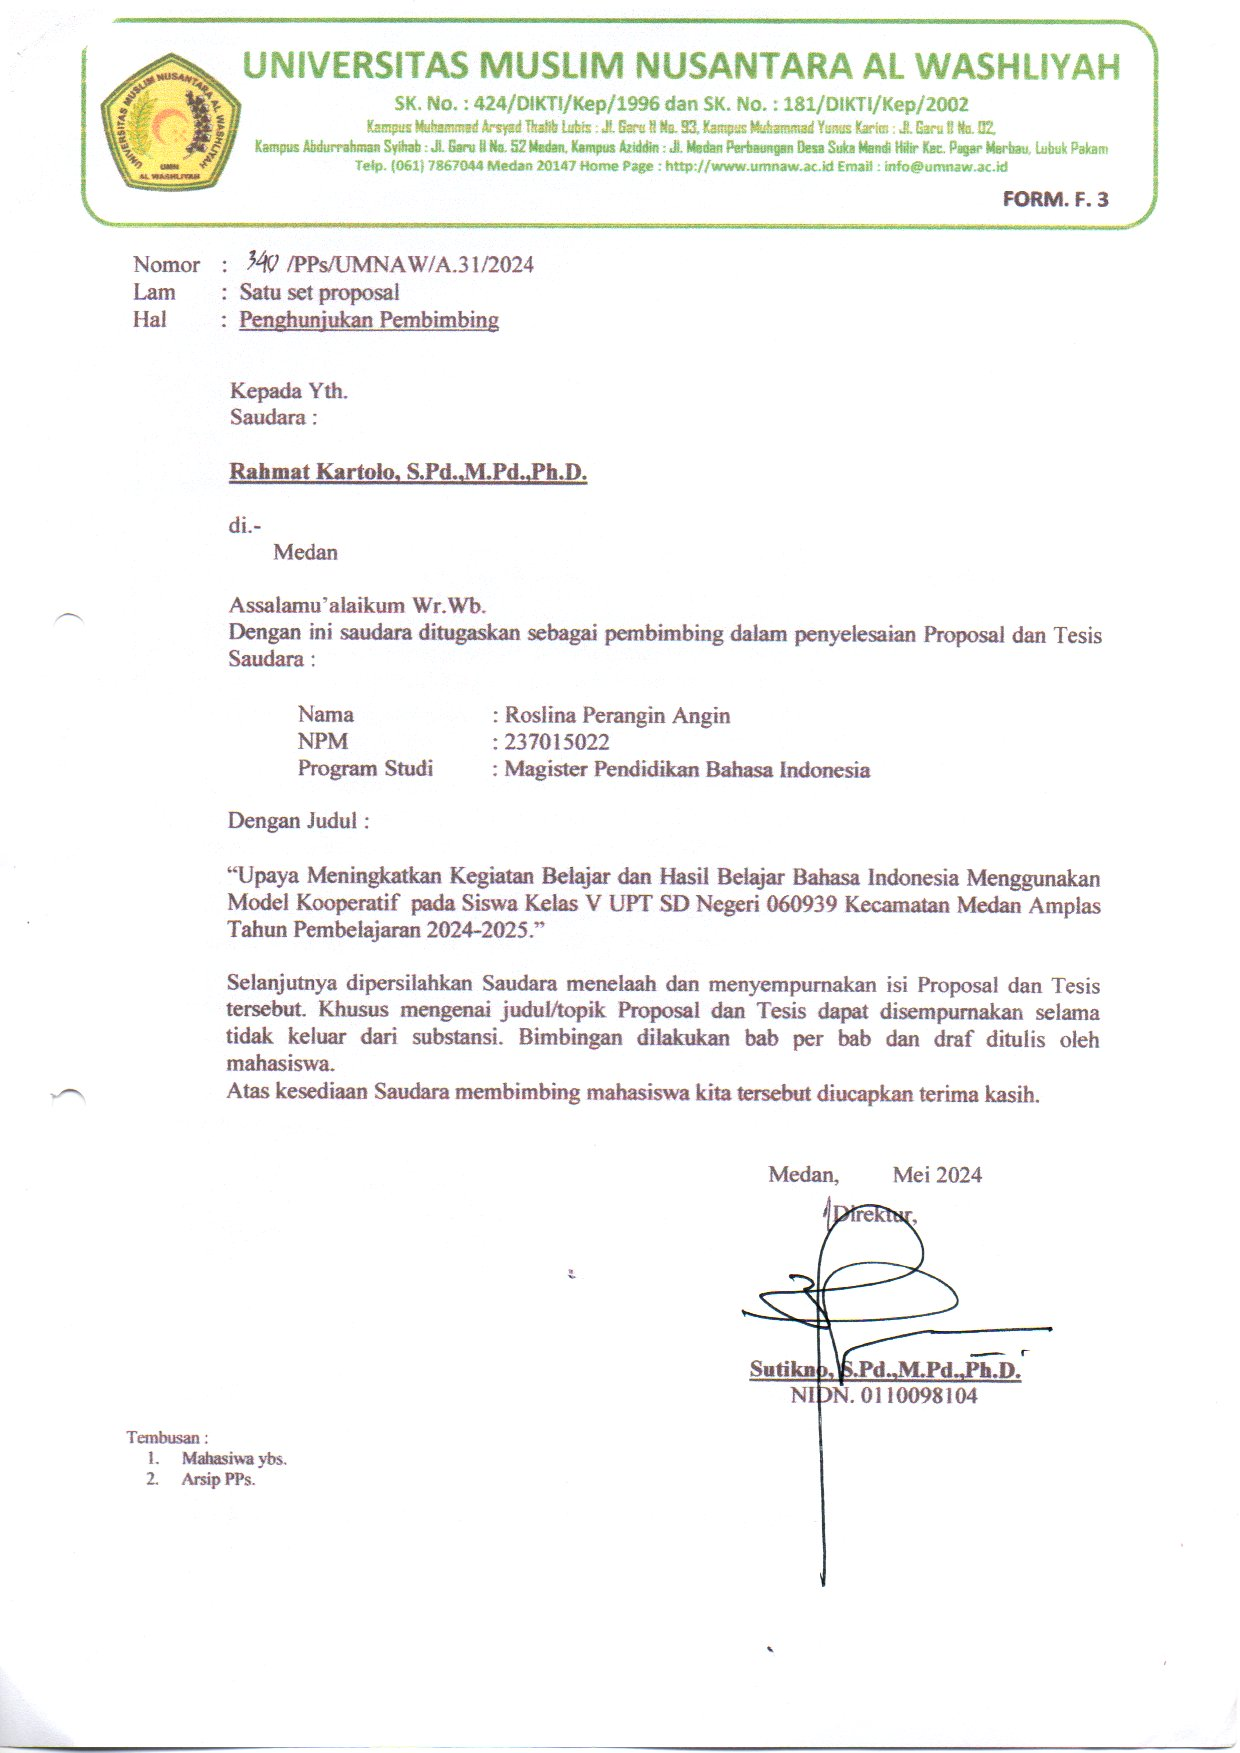 UNIVERSITAS MUSLIM NUSANTARA AL WASHLIYAH
SK. No. : 424/DIKTI/Kep/1996 dan SK. No. : 181/DIKTI/Kep/2002
Kampus Muhammad Arsyad Thalib Lubis : Jl. Garu II No. 93, Kampus Muhammad Yunus Karim : Jl. Garu II No. 02,
Kampus Abdurrahman Syihab : Jl. Garu II No. 52 Medan, Kampus Aziddin : Jl. Medan Perbaungan Desa Suka Mandi Hilir Kec. Pagar Merbau, Lubuk Pakam
Telp. (061) 7867044 Medan 20147 Home Page : http://www.umnaw.ac.id Email : info@umnaw.ac.id
FORM. F. 3
UNIVERSITAS MUSLIM NUSANTARA AL WASHLIYAH
UMN
AL WASHLIYAH
Nomor : 340 /PPs/UMNAW/A.31/2024
Lam : Satu set proposal
Hal : Penghunjukan Pembimbing
Kepada Yth.
Saudara :
Rahmat Kartolo, S.Pd.,M.Pd.,Ph.D.
di.-
Medan
Assalamu’alaikum Wr.Wb.
Dengan ini saudara ditugaskan sebagai pembimbing dalam penyelesaian Proposal dan Tesis
Saudara :
Nama : Roslina Perangin Angin
NPM : 237015022
Program Studi : Magister Pendidikan Bahasa Indonesia
Dengan Judul :
“Upaya Meningkatkan Kegiatan Belajar dan Hasil Belajar Bahasa Indonesia Menggunakan
Model Kooperatif pada Siswa Kelas V UPT SD Negeri 060939 Kecamatan Medan Amplas
Tahun Pembelajaran 2024-2025.”
Selanjutnya dipersilahkan Saudara menelaah dan menyempurnakan isi Proposal dan Tesis
tersebut. Khusus mengenai judul/topik Proposal dan Tesis dapat disempurnakan selama
tidak keluar dari substansi. Bimbingan dilakukan bab per bab dan draf ditulis oleh
mahasiswa.
Atas kesediaan Saudara membimbing mahasiswa kita tersebut diucapkan terima kasih.
Medan, Mei 2024
Direktur,
Sutikno, S.Pd.,M.Pd.,Ph.D.
NIDN. 0110098104
Tembusan :
1. Mahasiwa ybs.
2. Arsip PPs.